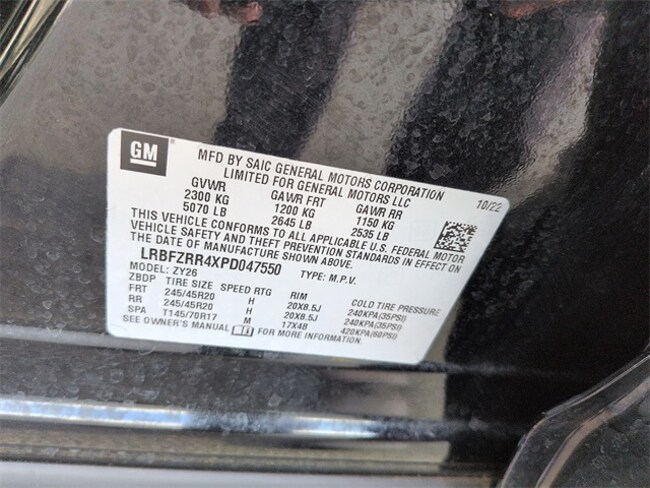 GM
MFD BY SAIC GENERAL MOTORS CORPORATION
LIMITED FOR GENERAL MOTORS LLC
10/22
GVWR GAWR FRT GAWR RR
2300 KG 1200 KG 1150 KG
5070 LB 2645 LB 2535 LB
THIS VEHICLE CONFORMS TO ALL APPLICABLE U.S. FEDERAL MOTOR
VEHICLE SAFETY AND THEFT PREVENTION STANDARDS IN EFFECT ON
THE DATE OF MANUFACTURE SHOWN ABOVE.
LRBFZRR4XPD047550 TYPE: M.P.V.
MODEL: ZY26
ZBDP TIRE SIZE SPEED RTG RIM COLD TIRE PRESSURE
FRT 245/45R20 H 20X8.5J 240KPA(35PSI)
RR 245/45R20 H 20X8.5J 240KPA(35PSI)
SPA T145/70R17 M 17X4B 420KPA(60PSI)
SEE OWNER'S MANUAL FOR MORE INFORMATION.